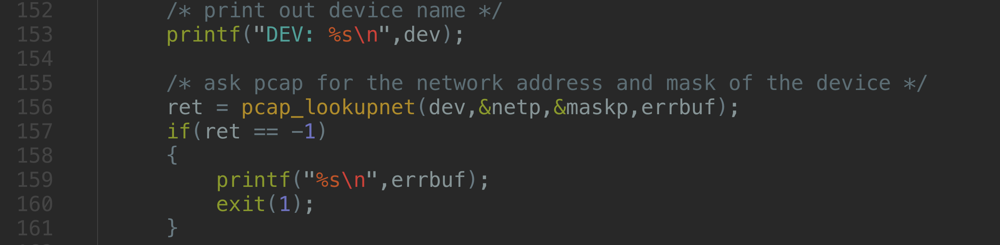 152 /* print out device name */
153 printf("DEV: %s\n",dev);
154
155 /* ask pcap for the network address and mask of the device */
156 ret = pcap_lookupnet(dev,&netp,&maskp,errbuf);
157 if(ret == -1)
158 {
159 printf("%s\n",errbuf);
160 exit(1);
161 }